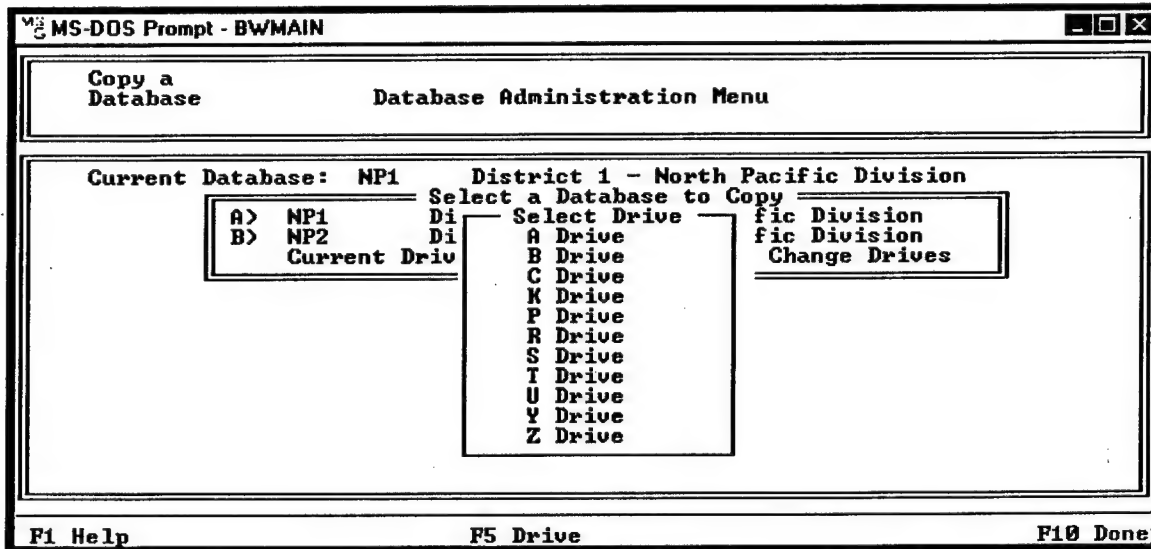 MS-DOS Prompt - BWMAIN
Copy a
Database Database Administration Menu
Current Database: NP1 District 1 - North Pacific Division
Select a Database to Copy
A> NP1 Di Select Drive fic Division
B> NP2 Di A Drive fic Division
Current Driv B Drive Change Drives
C Drive
K Drive
P Drive
R Drive
S Drive
T Drive
U Drive
Y Drive
Z Drive
F1 Help F5 Drive F10 Done